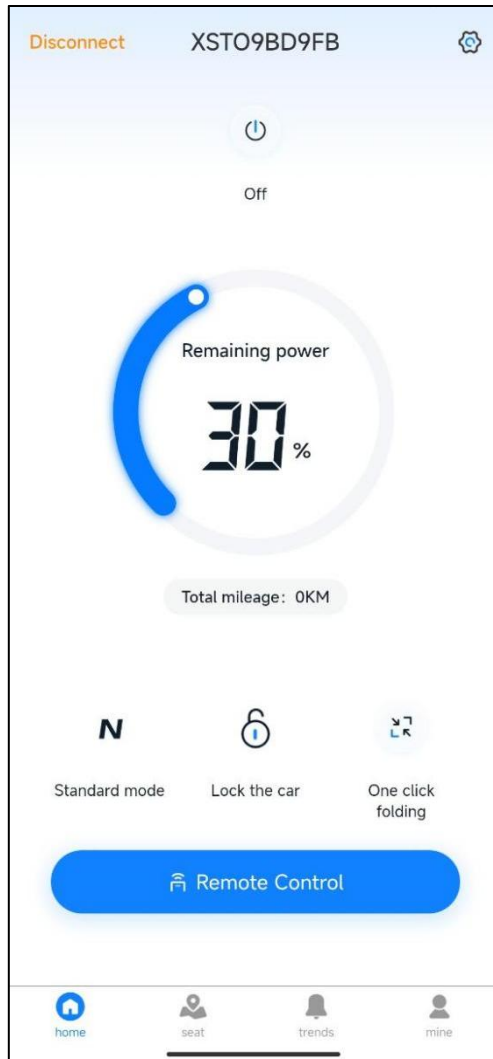 Disconnect XSTO9BD9FB
Off
Remaining power
30 %
Total mileage: 0KM
N
Standard mode Lock the car One click
folding
Remote Control
home seat trends mine